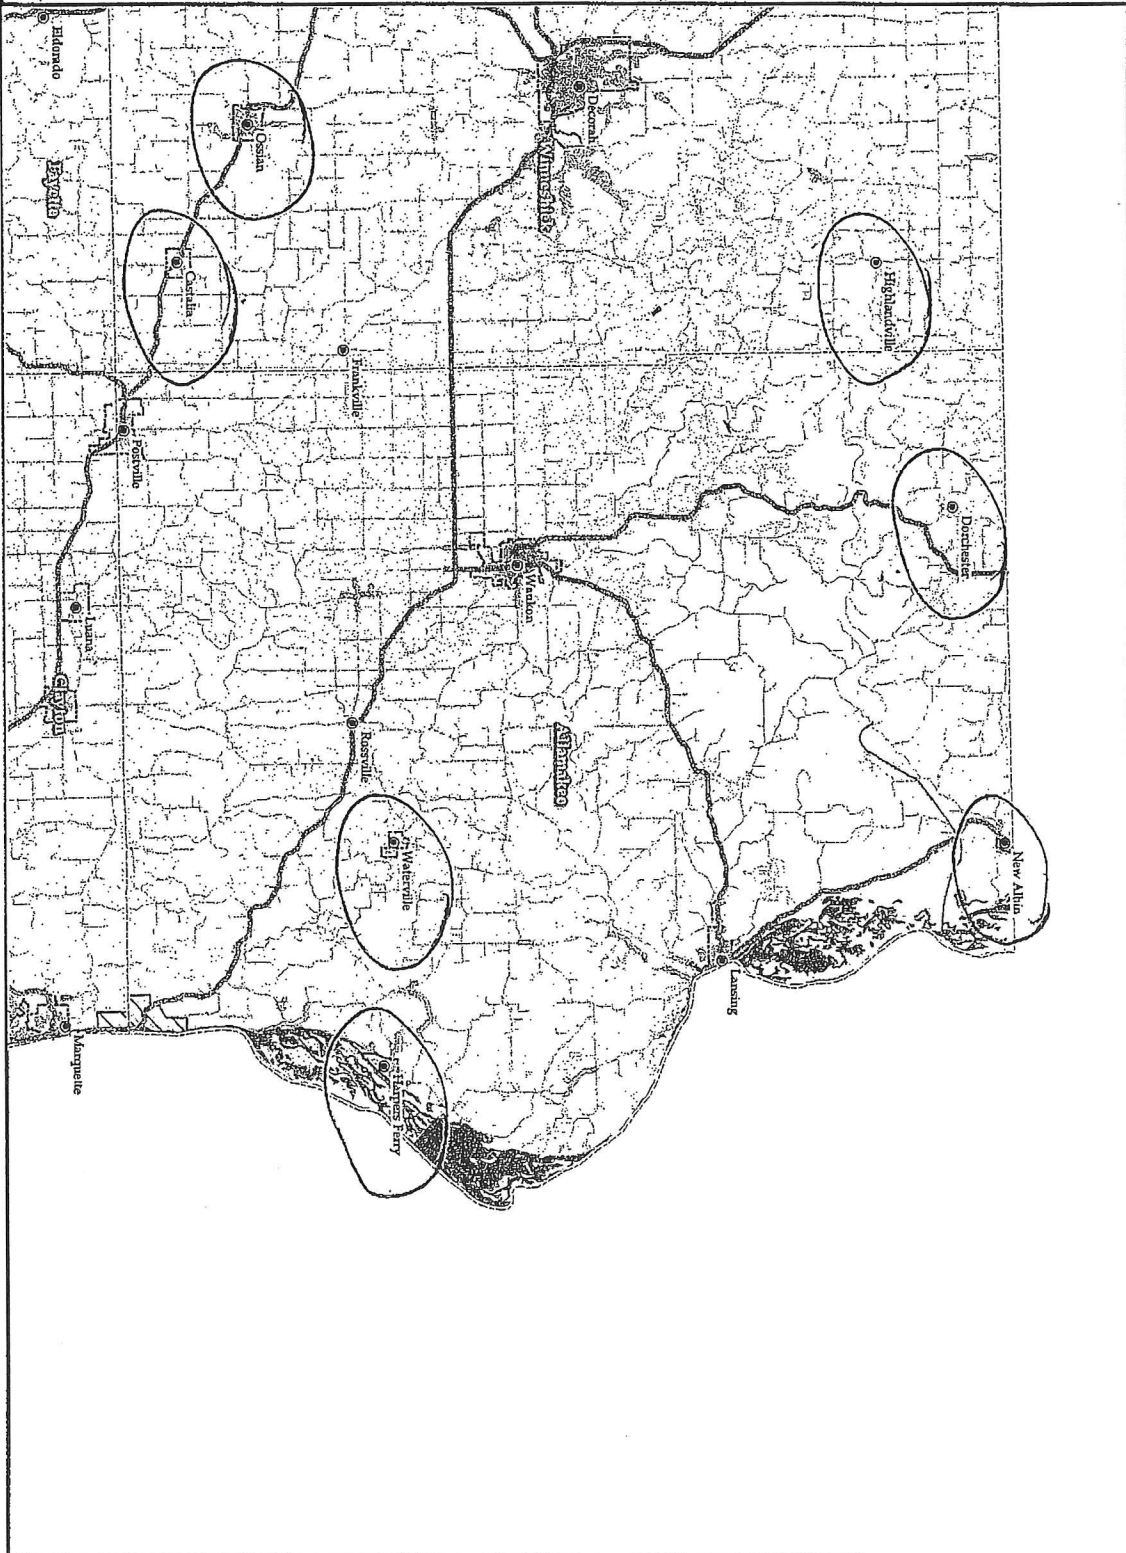 New Albin
Dorchester
Highlandville
Lansing
Decorah
Winneshiek
Waukon
Allamakee
Waterville
Harpers Ferry
Rossville
Frankville
Ossian
Castalia
Postville
Luana
Clayton
Marquette
Fayette
Eldorado